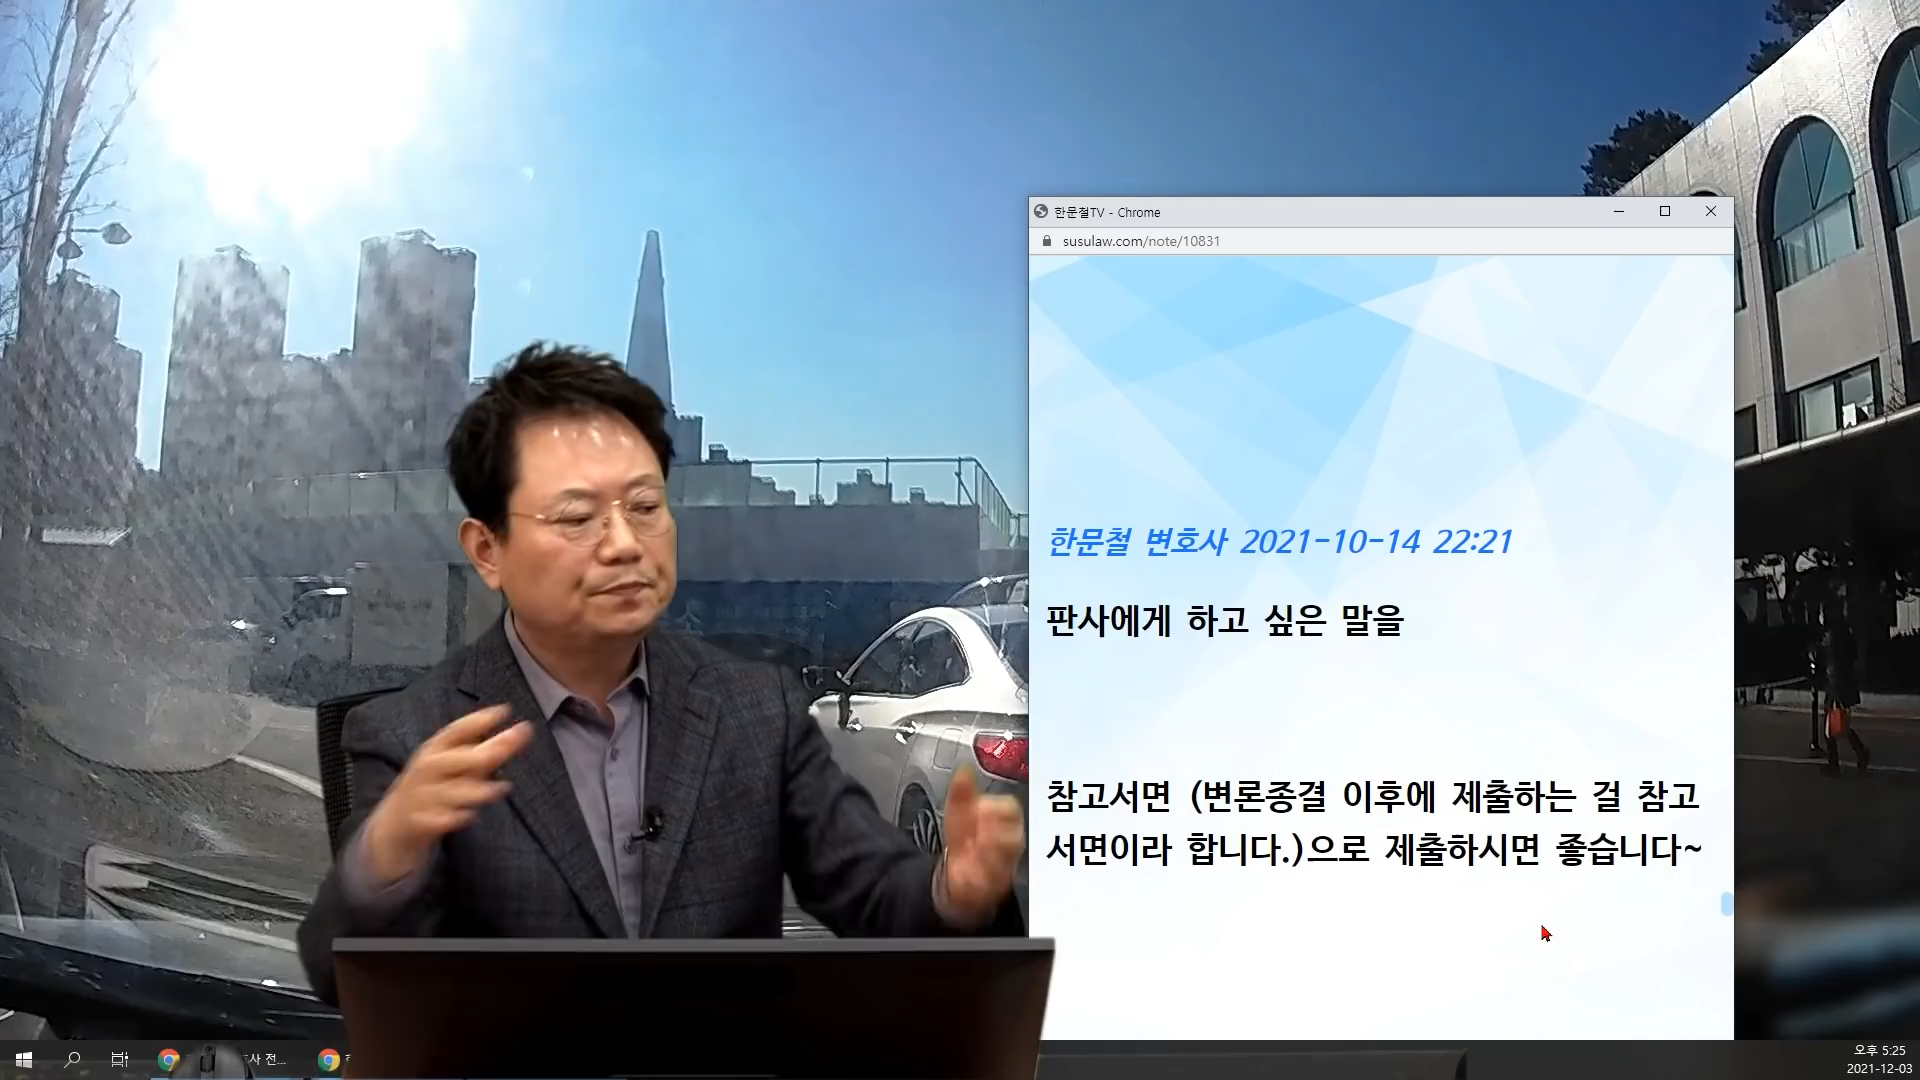 한문철TV - Chrome
susulaw.com/note/10831
한문철 변호사 2021-10-14 22:21
판사에게 하고 싶은 말을
참고서면 (변론종결 이후에 제출하는 걸 참고
서면이라 합니다.)으로 제출하시면 좋습니다~
사 전...
오후 5:25
2021-12-03